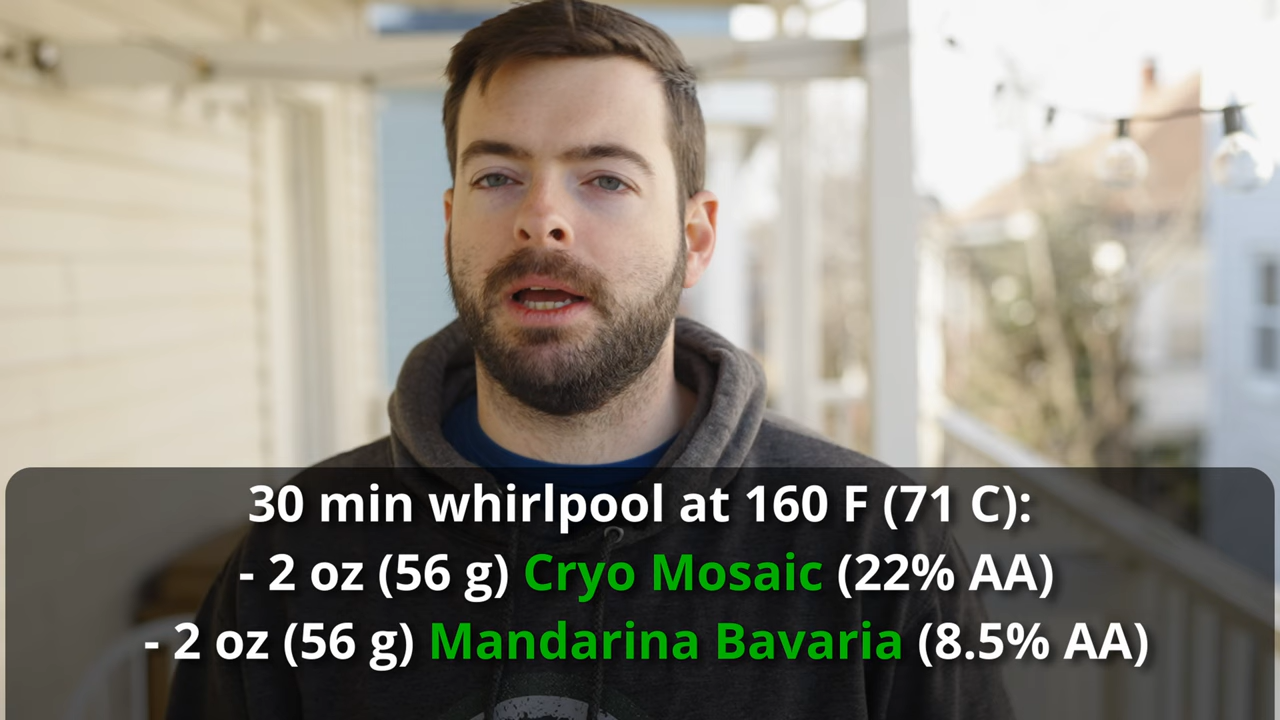 30 min whirlpool at 160 F (71 C):
- 2 oz (56 g) Cryo Mosaic (22% AA)
- 2 oz (56 g) Mandarina Bavaria (8.5% AA)